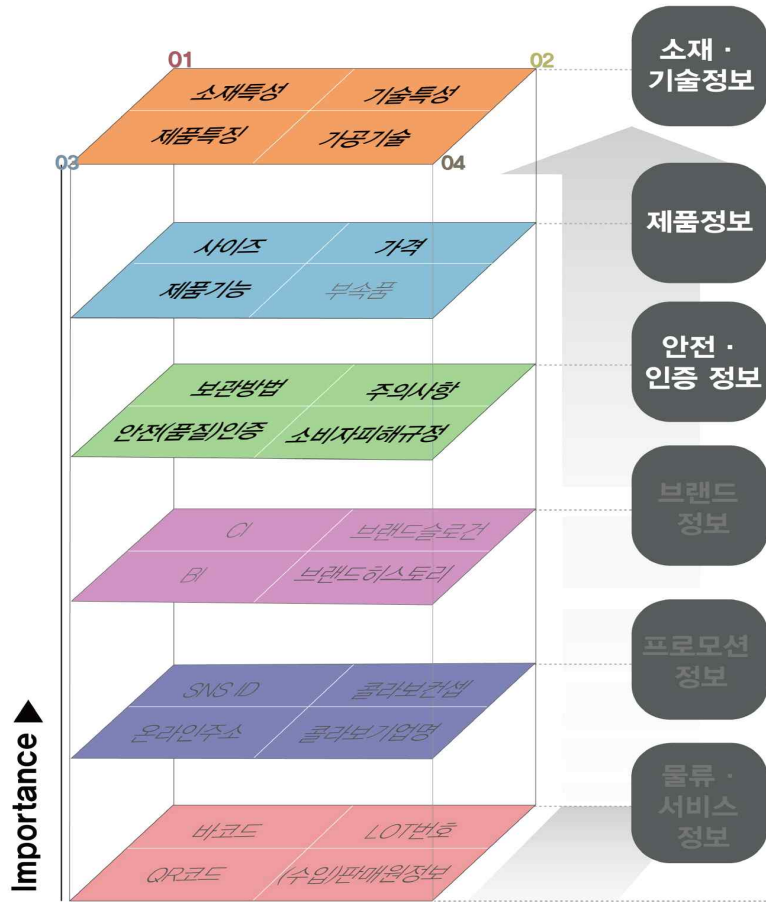 01
02
소재특성
기술특성
제품특징
가공기술
03
04
소재 ·
기술정보
사이즈
가격
제품기능
부속품
제품정보
보관방법
주의사항
안전(품질)인증
소비자피해규정
안전 ·
인증 정보
CI
브랜드슬로건
BI
브랜드히스토리
브랜드
정보
SNS ID
콜라보컨셉
온라인주소
콜라보기업명
프로모션
정보
바코드
LOT번호
QR코드
(수입)판매원정보
물류 ·
서비스
정보
Importance ▶